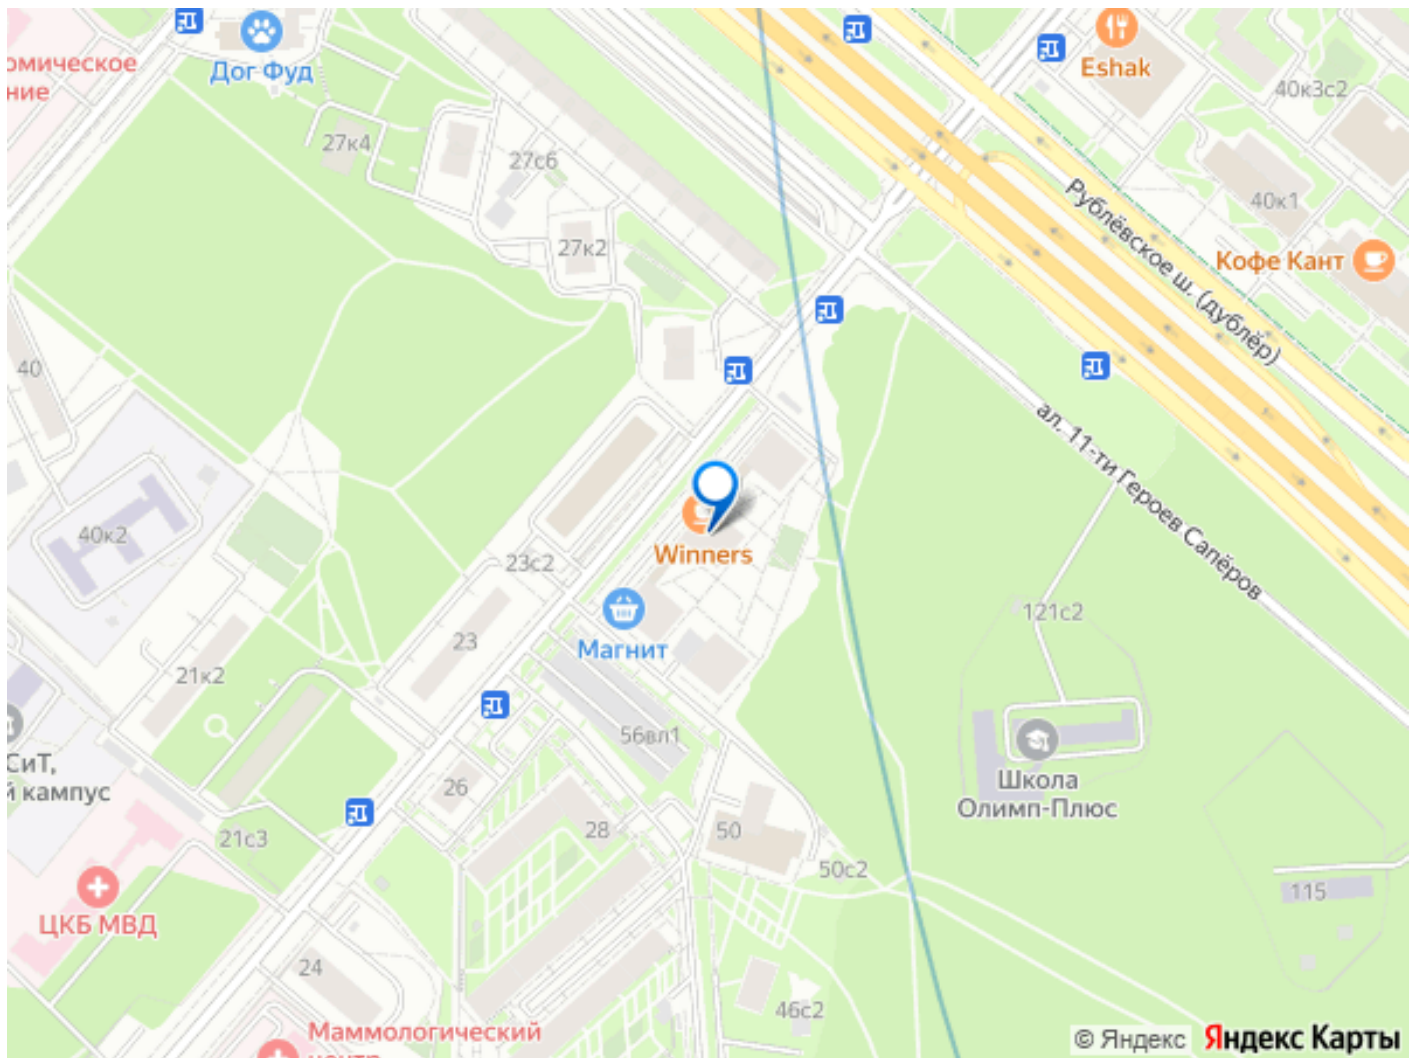 омическое
ние
Дог Фуд
Eshak
40к3с2
27к4
27с6
27к2
40к1
Рублёвское ш. (дублёр)
Кофе Кант
40
ал. 11-ти Героев Сапёров
40к2
Winners
23с2
Магнит
23
121с2
21к2
56вл1
СиТ,
й кампус
26
Школа
Олимп-Плюс
28
50
21с3
50с2
115
ЦКБ МВД
24
46с2
Маммологический
центр
© Яндекс
Яндекс Карты